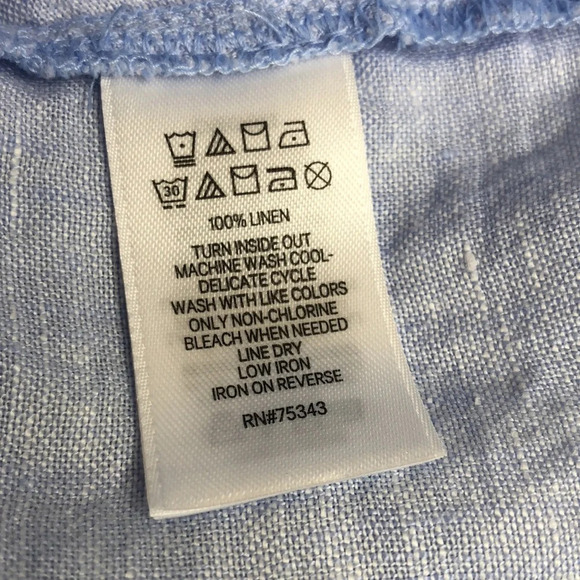 30
100% LINEN
TURN INSIDE OUT
MACHINE WASH COOL-
DELICATE CYCLE
WASH WITH LIKE COLORS
ONLY NON-CHLORINE
BLEACH WHEN NEEDED
LINE DRY
LOW IRON
IRON ON REVERSE
RN#75343